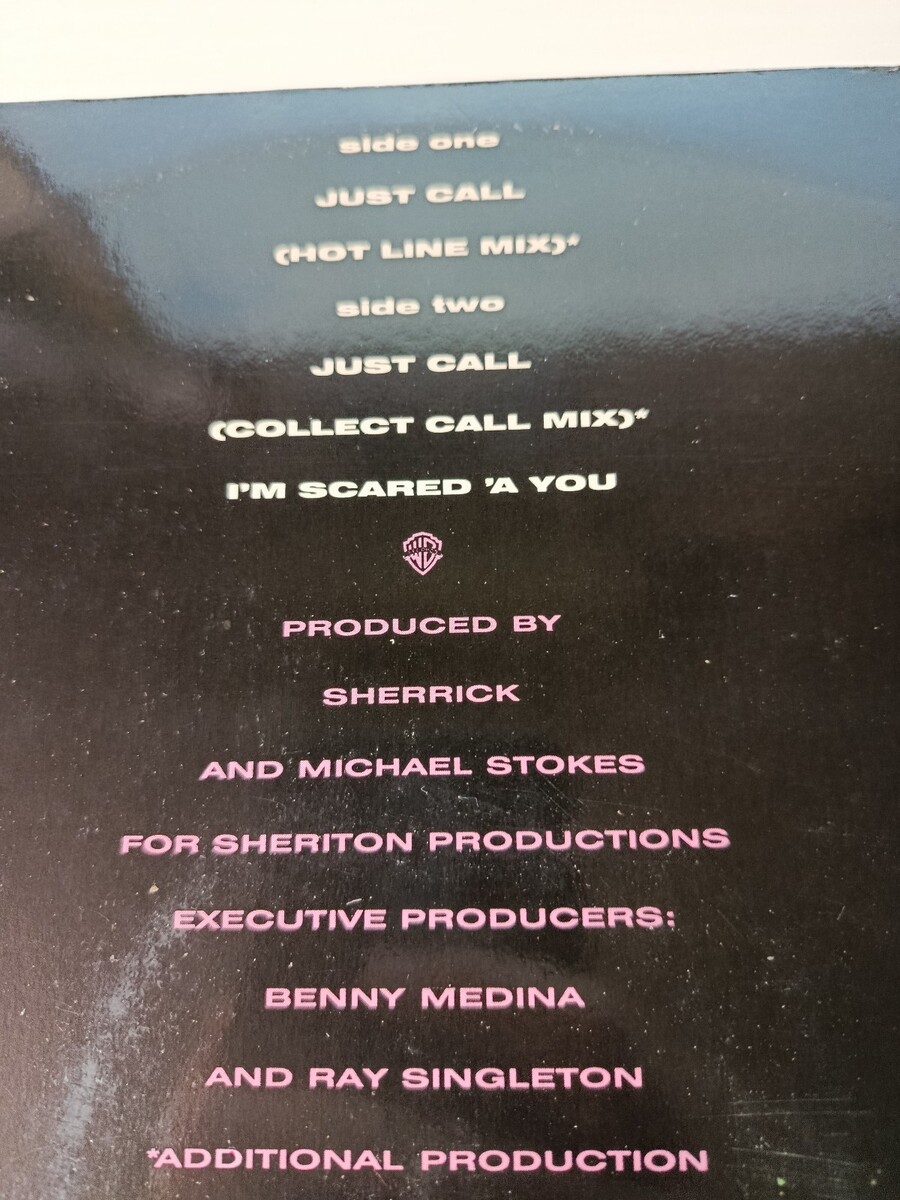 side one
JUST CALL
(HOT LINE MIX)*
side two
JUST CALL
(COLLECT CALL MIX)*
I'M SCARED 'A YOU
PRODUCED BY
SHERRICK
AND MICHAEL STOKES
FOR SHERITON PRODUCTIONS
EXECUTIVE PRODUCERS:
BENNY MEDINA
AND RAY SINGLETON
*ADDITIONAL PRODUCTION